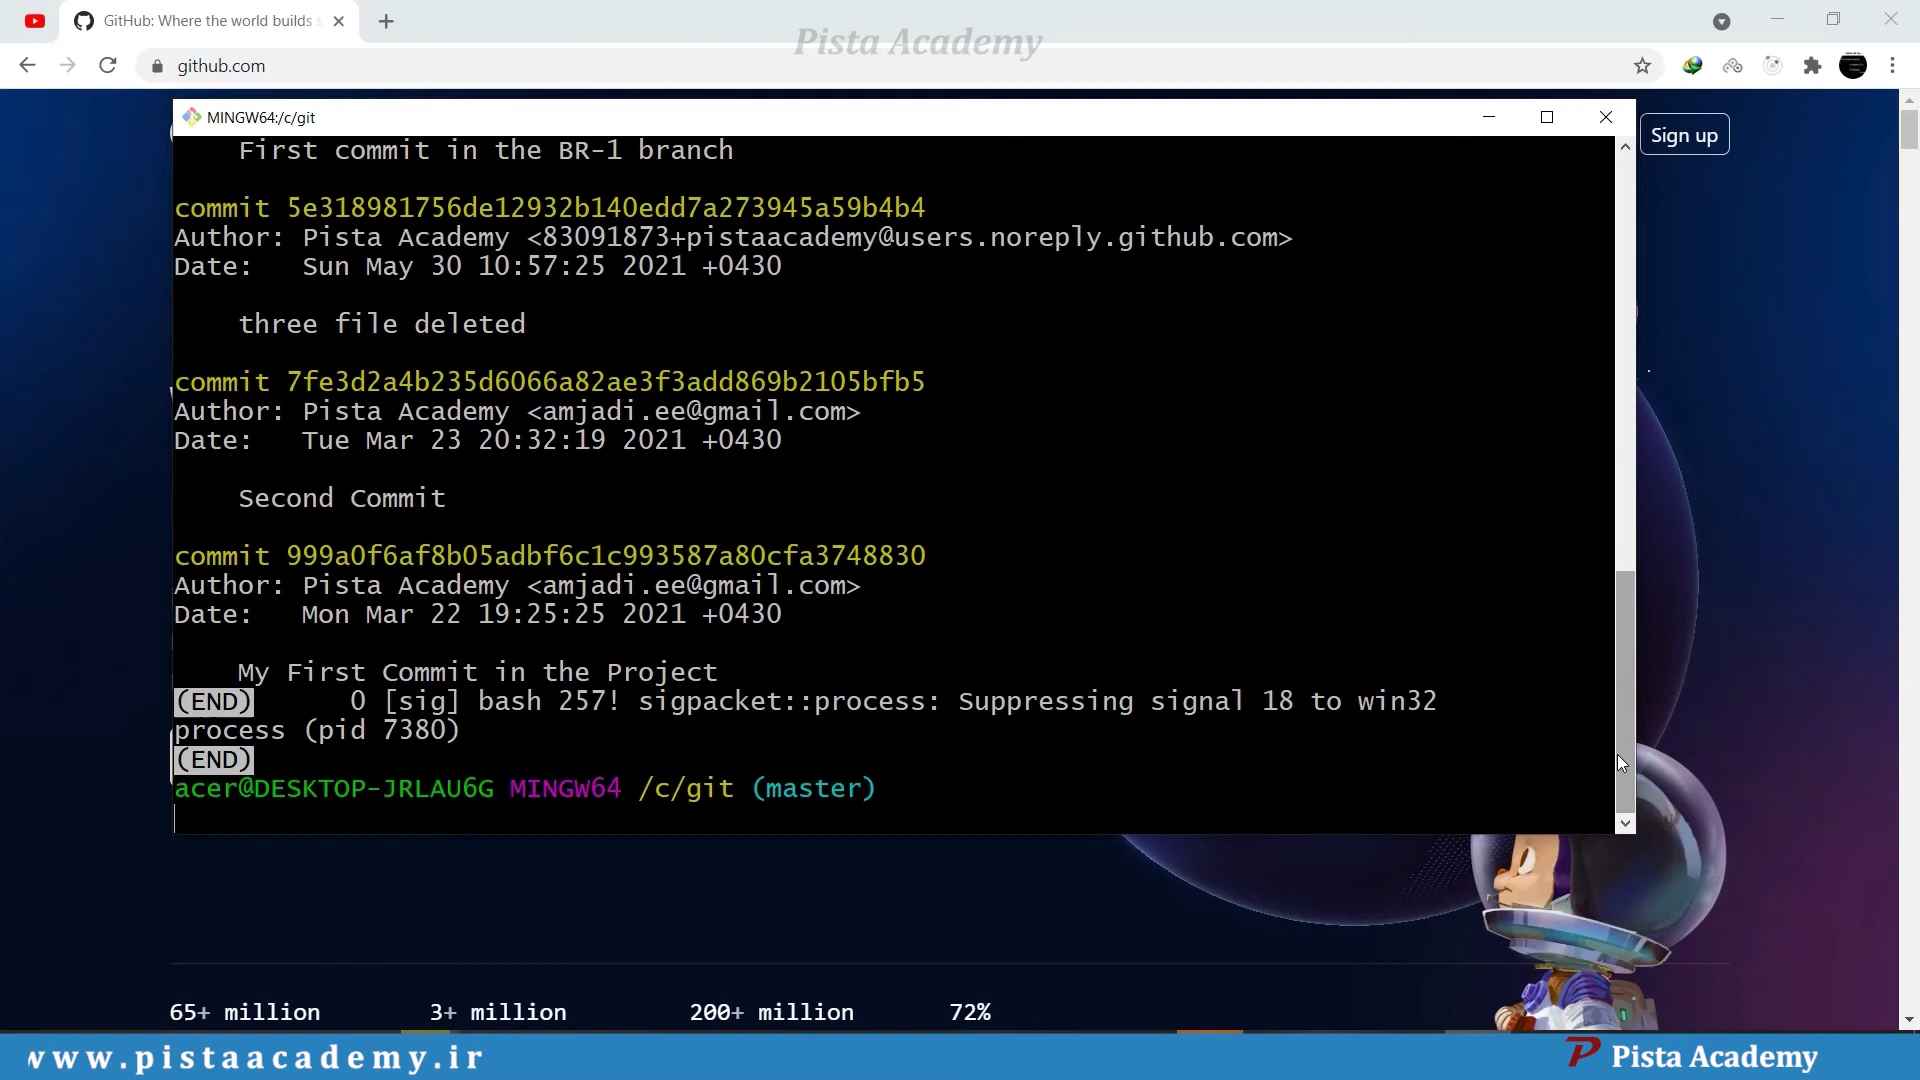 GitHub: Where the world builds s
Pista Academy
github.com
MINGW64:/c/git
Sign up
First commit in the BR-1 branch
commit 5e318981756de12932b140edd7a273945a59b4b4
Author: Pista Academy <83091873+pistaacademy@users.noreply.github.com>
Date:   Sun May 30 10:57:25 2021 +0430
three file deleted
commit 7fe3d2a4b235d6066a82ae3f3add869b2105bfb5
Author: Pista Academy <amjadi.ee@gmail.com>
Date:   Tue Mar 23 20:32:19 2021 +0430
Second Commit
commit 999a0f6af8b05adbf6c1c993587a80cfa3748830
Author: Pista Academy <amjadi.ee@gmail.com>
Date:   Mon Mar 22 19:25:25 2021 +0430
My First Commit in the Project
(END)      0 [sig] bash 257! sigpacket::process: Suppressing signal 18 to win32
process (pid 7380)
(END)
acer@DESKTOP-JRLAU6G MINGW64 /c/git (master)
65+ million 3+ million 200+ million 72%
www.pistaacademy.ir
Pista Academy